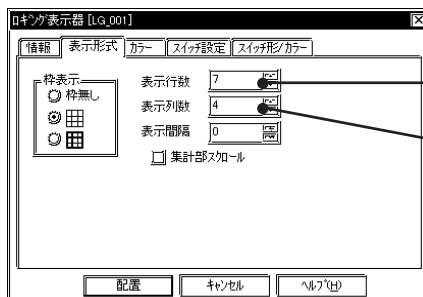 ﾛｷﾞﾝｸﾞ表示器 [LG_001]
情報 表示形式 ｶﾗｰ ｽｲｯﾁ設定 ｽｲｯﾁ形/ｶﾗｰ
枠表示
枠無し
表示行数 7
表示列数 4
表示間隔 0
集計部ｽｸﾛｰﾙ
配置 ｷｬﾝｾﾙ ﾍﾙﾌﾟ(H)